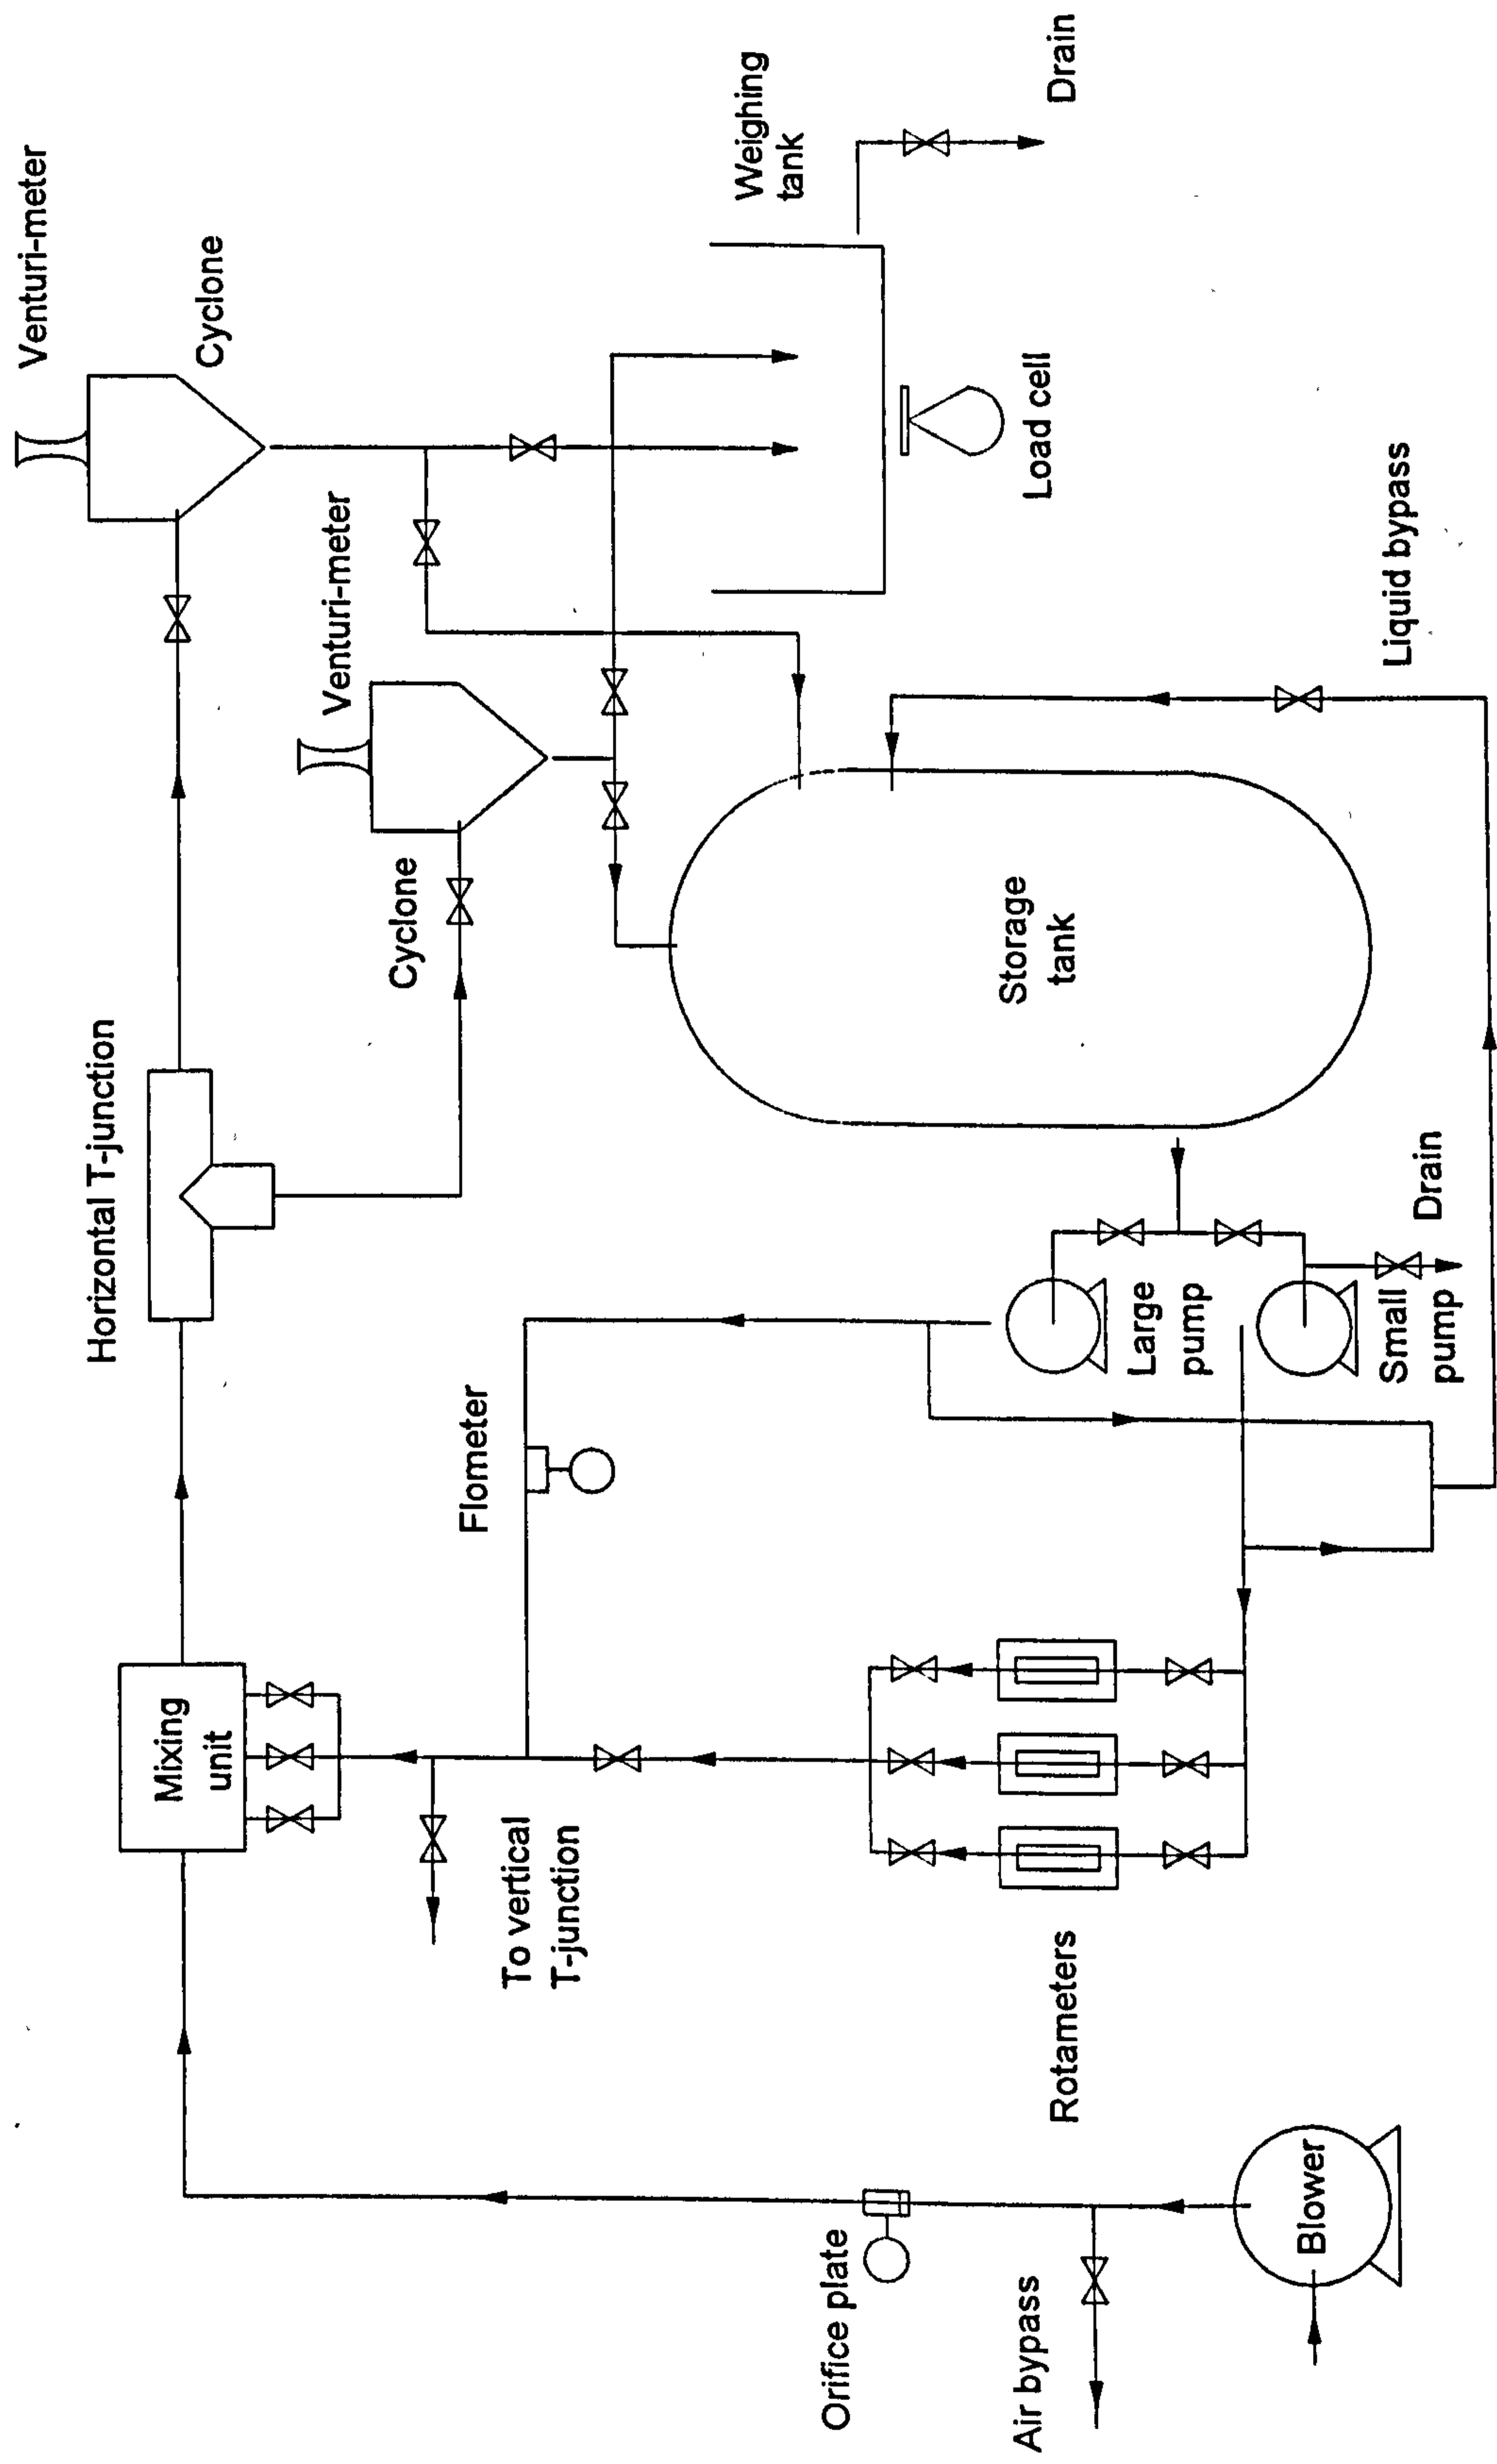 Venturi-meter
Cyclone
Horizontal T-junction
Venturi-meter
Cyclone
Mixing
unit
Flometer
Weighing
tank
Drain
To vertical
T-junction
Load cell
Storage
tank
Orifice plate
Large
pump
Liquid bypass
Rotameters
Small
pump
Drain
Air bypass
Blower